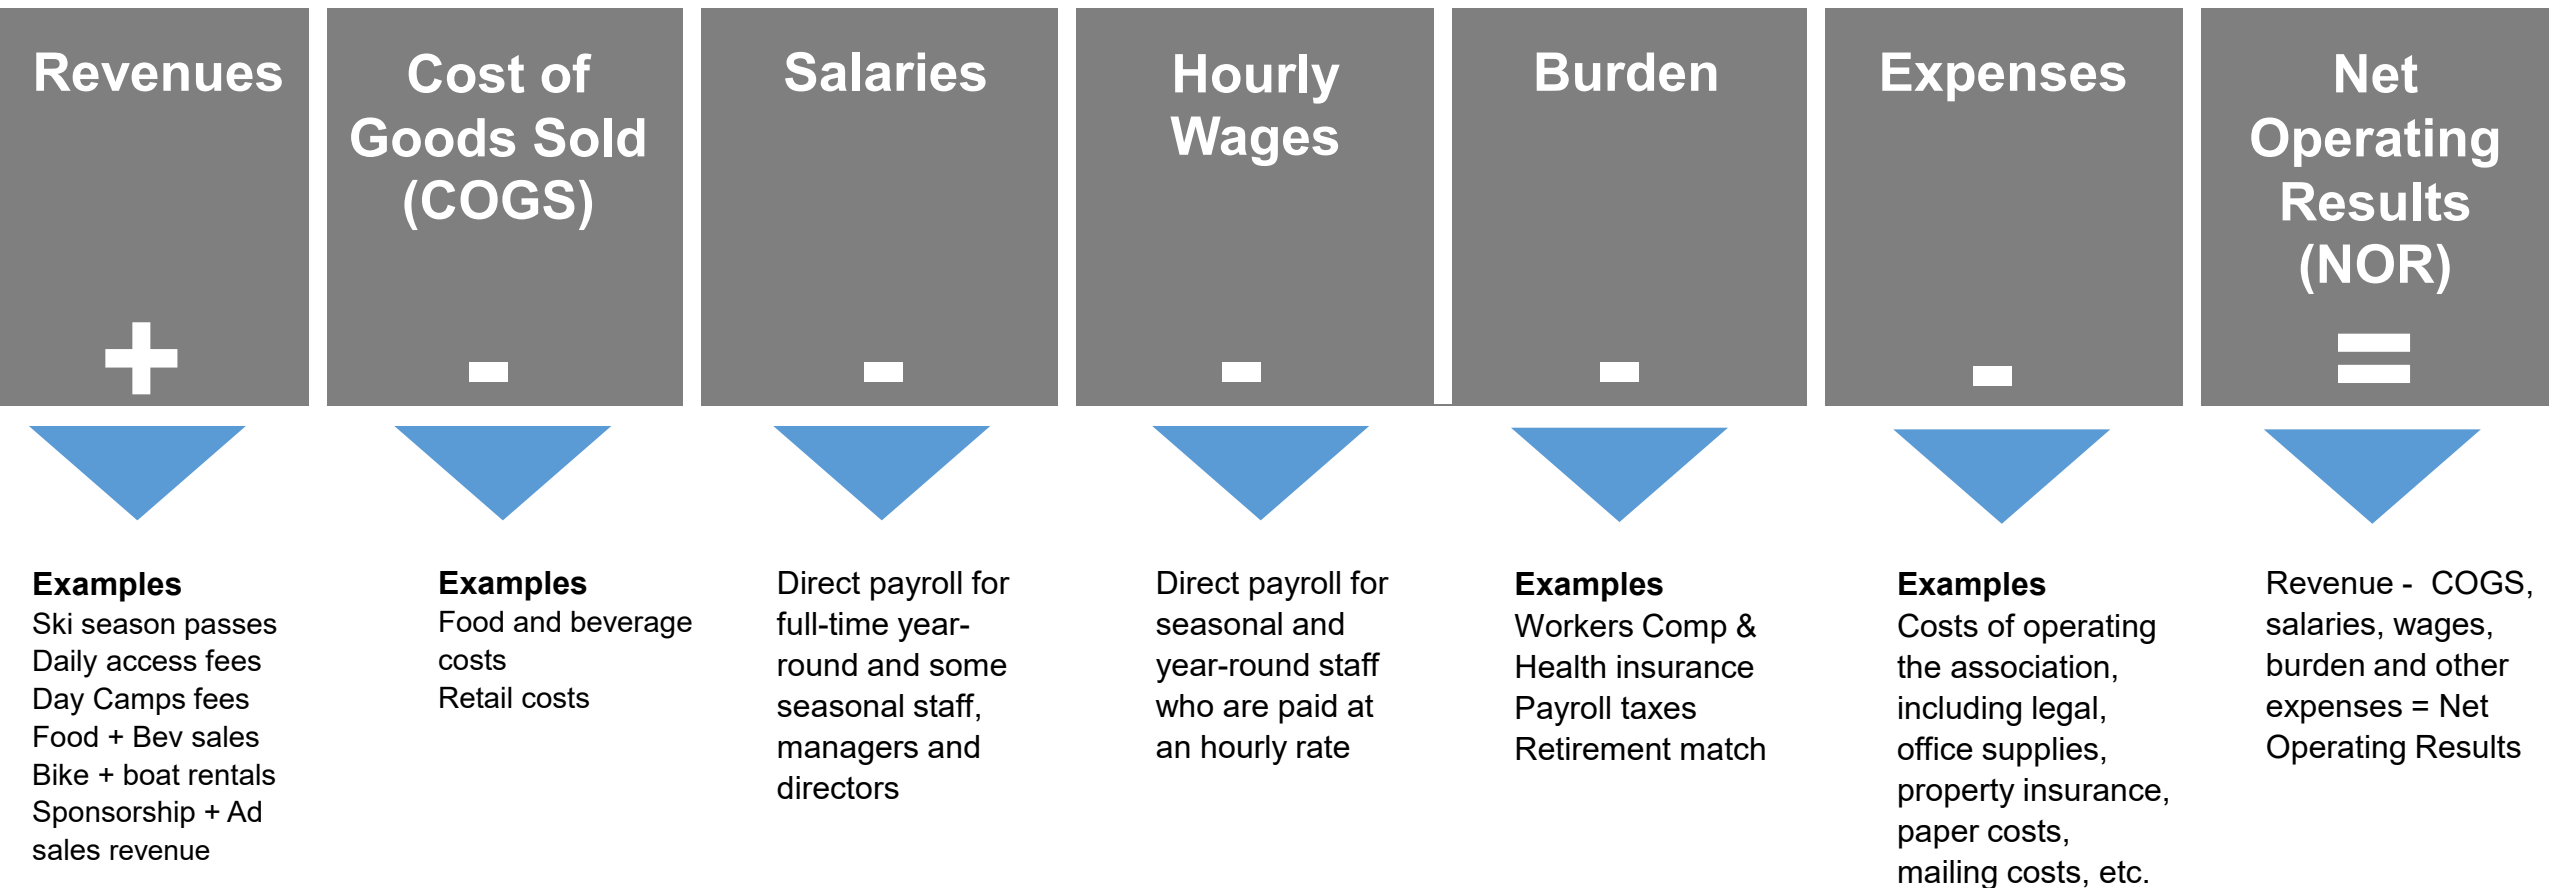 Revenues
+
Cost of
Goods Sold
(COGS)
-
Salaries
-
Hourly
Wages
-
Burden
-
Expenses
-
Net
Operating
Results
(NOR)
=
Examples
Ski season passes
Daily access fees
Day Camps fees
Food + Bev sales
Bike + boat rentals
Sponsorship + Ad
sales revenue
Examples
Food and beverage
costs
Retail costs
Direct payroll for
full-time year-
round and some
seasonal staff,
managers and
directors
Direct payroll for
seasonal and
year-round staff
who are paid at
an hourly rate
Examples
Workers Comp &
Health insurance
Payroll taxes
Retirement match
Examples
Costs of operating
the association,
including legal,
office supplies,
property insurance,
paper costs,
mailing costs, etc.
Revenue - COGS,
salaries, wages,
burden and other
expenses = Net
Operating Results